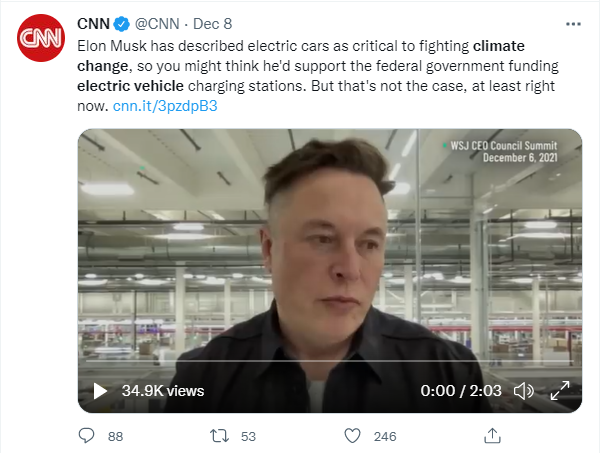 CNN
CNN @CNN · Dec 8
Elon Musk has described electric cars as critical to fighting climate
change, so you might think he'd support the federal government funding
electric vehicle charging stations. But that's not the case, at least right
now. cnn.it/3pzdpB3
WSJ CEO Council Summit
December 6, 2021
34.9K views
0:00 / 2:03
88
53
246